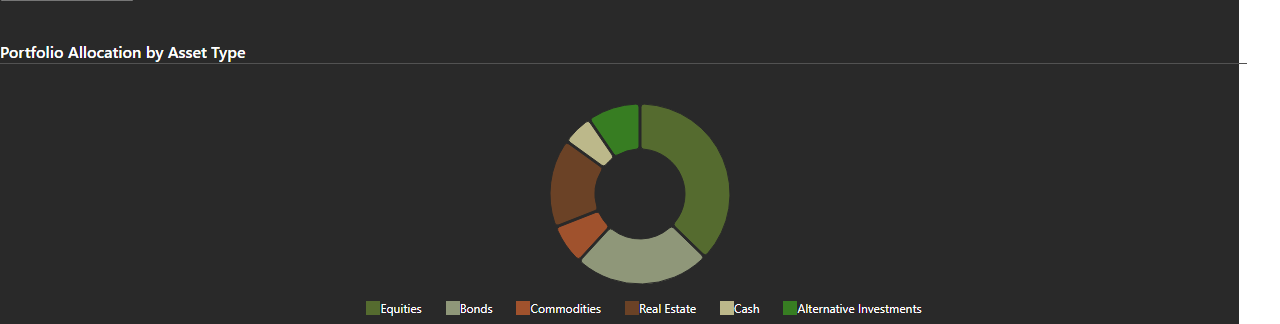 Portfolio Allocation by Asset Type
Equities Bonds Commodities Real Estate Cash Alternative Investments